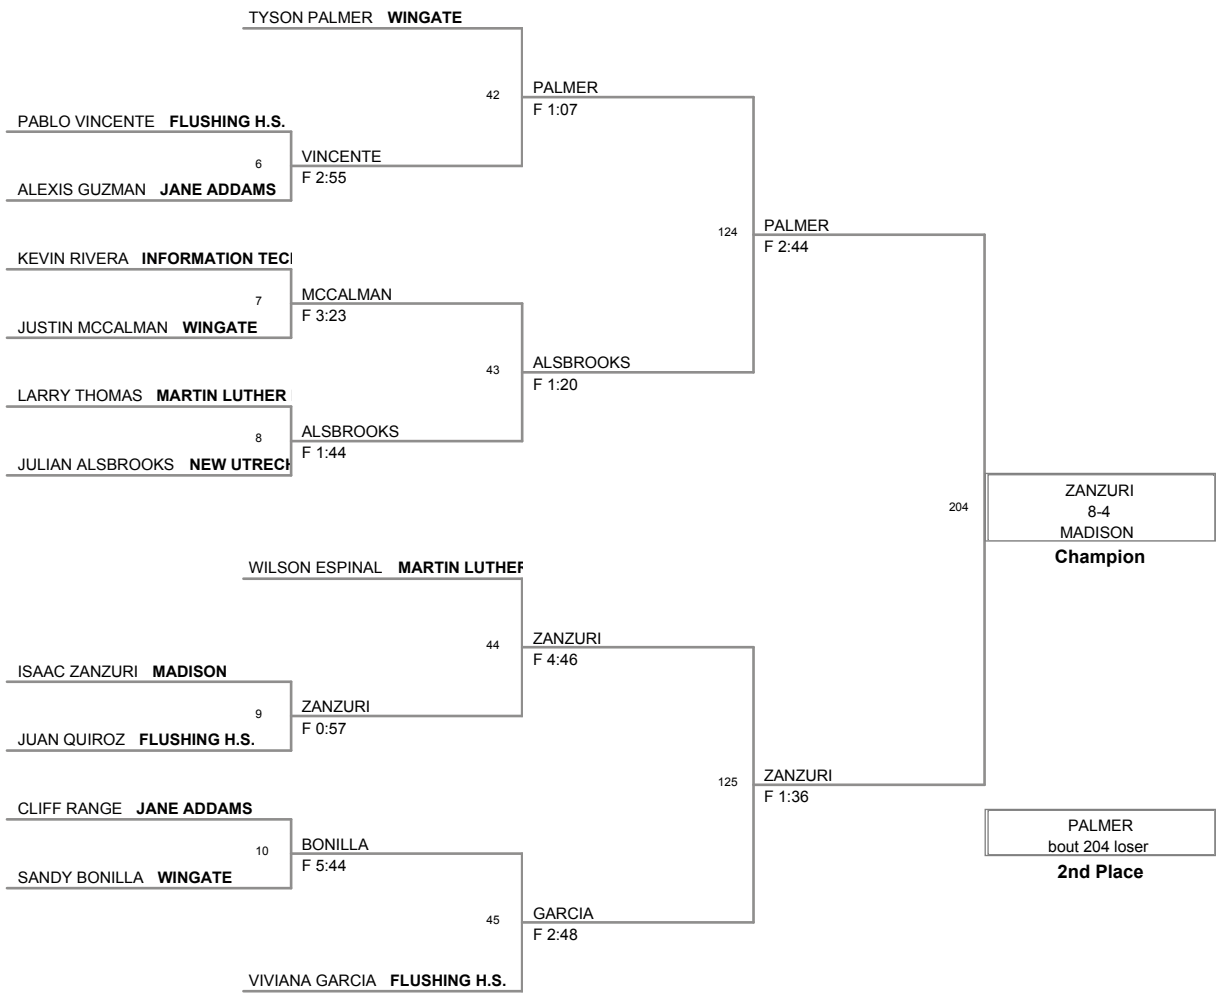 TYSON PALMER WINGATE
42
PALMER
F 1:07
PABLO VINCENTE FLUSHING H.S.
6
VINCENTE
F 2:55
ALEXIS GUZMAN JANE ADDAMS
124
PALMER
F 2:44
KEVIN RIVERA INFORMATION TEC
7
MCCALMAN
F 3:23
JUSTIN MCCALMAN WINGATE
43
ALSBROOKS
F 1:20
LARRY THOMAS MARTIN LUTHER
8
ALSBROOKS
F 1:44
JULIAN ALSBROOKS NEW UTRECH
204
ZANZURI
8-4
MADISON
Champion
WILSON ESPINAL MARTIN LUTHER
44
ZANZURI
F 4:46
ISAAC ZANZURI MADISON
9
ZANZURI
F 0:57
JUAN QUIROZ FLUSHING H.S.
125
ZANZURI
F 1:36
CLIFF RANGE JANE ADDAMS
10
BONILLA
F 5:44
SANDY BONILLA WINGATE
PALMER
bout 204 loser
2nd Place
45
GARCIA
F 2:48
VIVIANA GARCIA FLUSHING H.S.